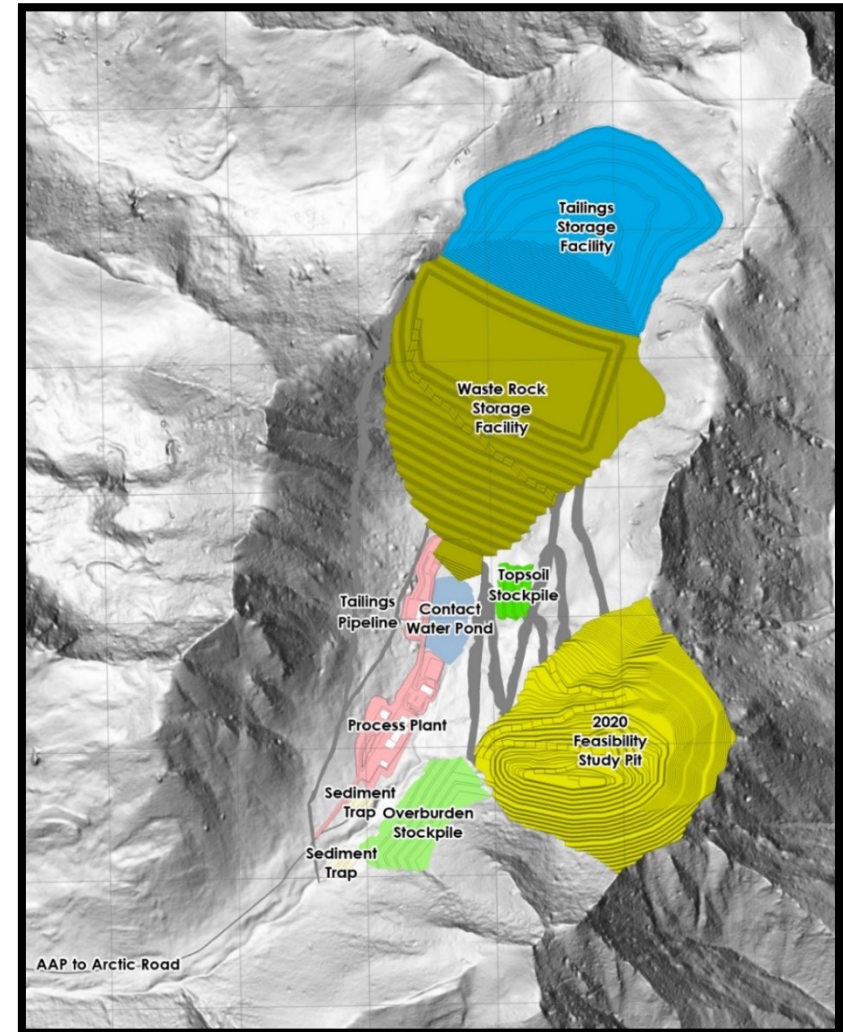 Tailings
Storage
Facility
Waste Rock
Storage
Facility
Topsoil
Stockpile
Tailings
Pipeline
Contact
Water Pond
2020
Feasibility
Study Pit
Process Plant
Sediment
Trap
Overburden
Stockpile
Sediment
Trap
AAP to Arctic Road